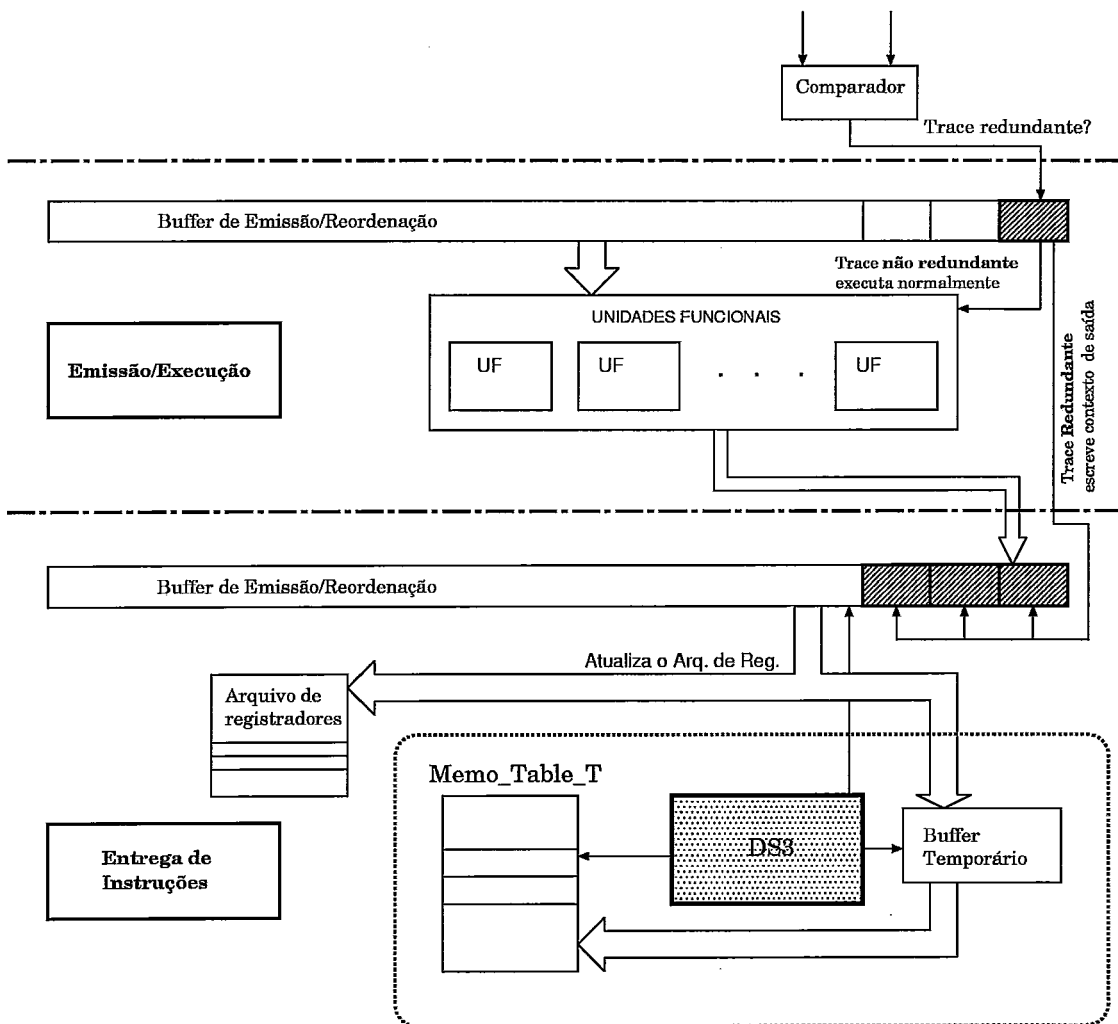 Comparador
Trace redundante?
Buffer de Emissão/Reordenação
Trace não redundante
executa normalmente
UNIDADES FUNCIONAIS
UF
UF
. . .
UF
Emissão/Execução
Trace Redundante
escreve contexto de saída
Buffer de Emissão/Reordenação
Atualiza o Arq. de Reg.
Arquivo de
registradores
Memo_Table_T
DS3
Buffer
Temporário
Entrega de
Instruções